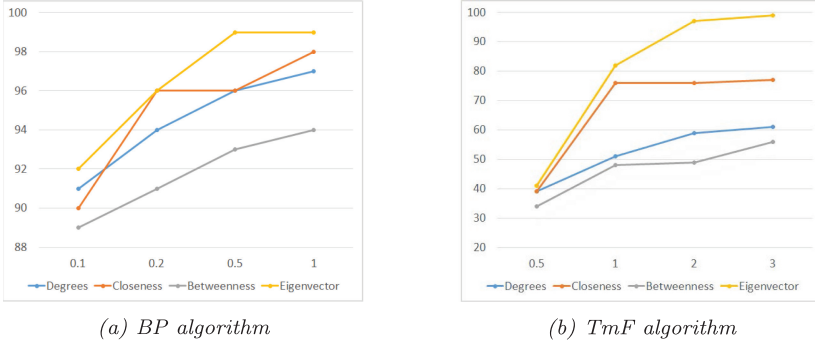 100
98
96
94
92
90
88
0.1 0.2 0.5 1
Degrees Closeness Betweenness Eigenvector
(a) BP algorithm
100
90
80
70
60
50
40
30
20
0.5 1 2 3
Degrees Closeness Betweenness Eigenvector
(b) TmF algorithm